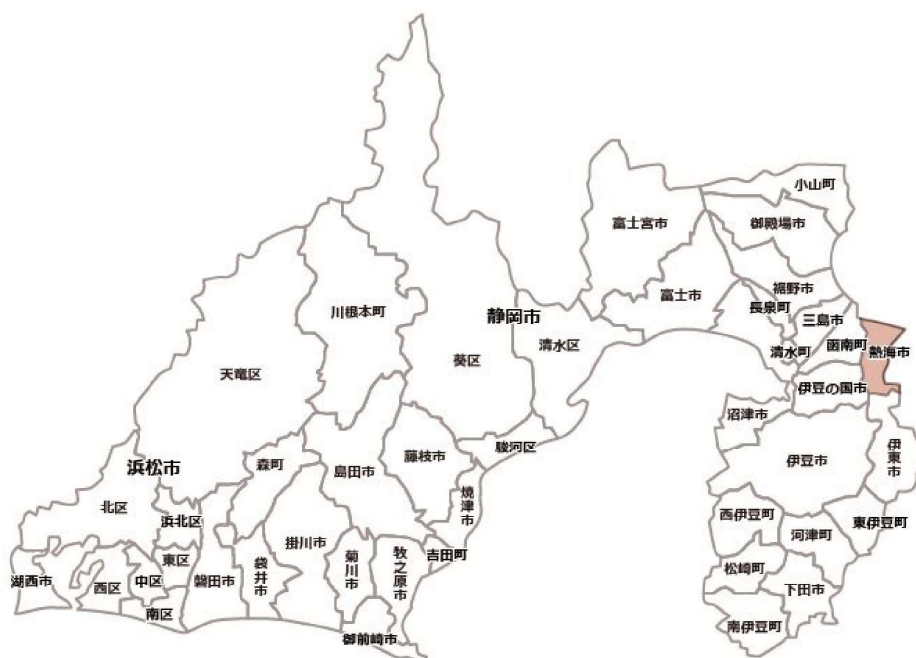 小山町
御殿場市
富士宮市
裾野市
富士市
長泉町
三島市
川根本町
静岡市
清水区
清水町
函南町
熱海市
葵区
天竜区
伊豆の国市
沼津市
駿河区
藤枝市
伊東市
浜松市
森町
島田市
伊豆市
焼津市
北区
浜北区
西伊豆町
東伊豆町
河津町
掛川市
菊川市
牧之原市
吉田町
東区
湖西市
西区
中区
磐田市
袋井市
松崎町
下田市
南区
御前崎市
南伊豆町